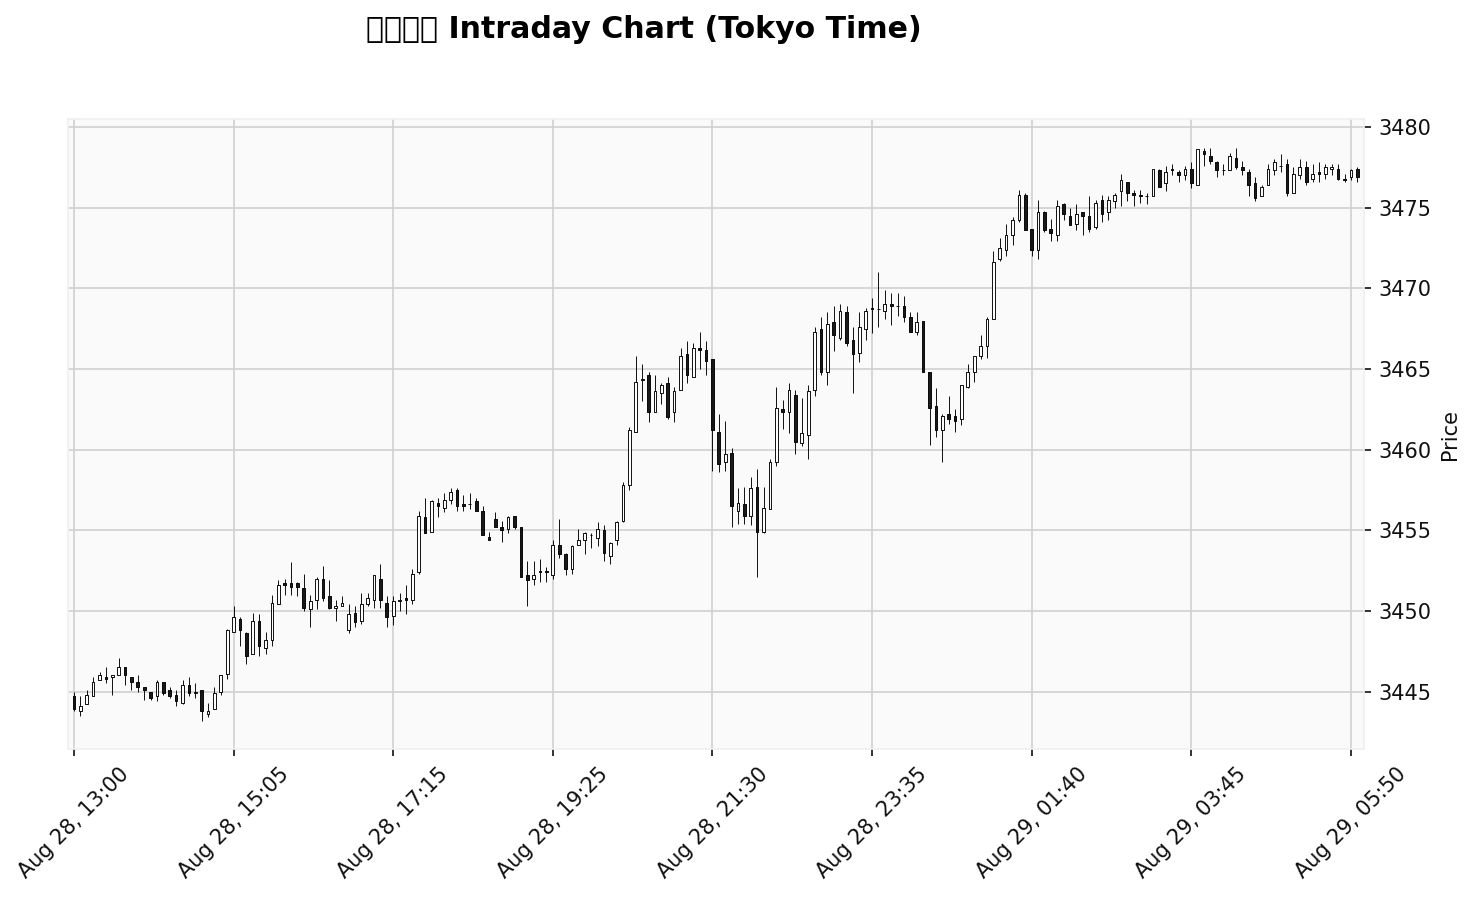 Intraday Chart (Tokyo Time)
3480
3475
3470
3465
3460
3455
3450
3445
Price
Aug 28, 13:00
Aug 28, 15:05
Aug 28, 17:15
Aug 28, 19:25
Aug 28, 21:30
Aug 28, 23:35
Aug 29, 01:40
Aug 29, 03:45
Aug 29, 05:50